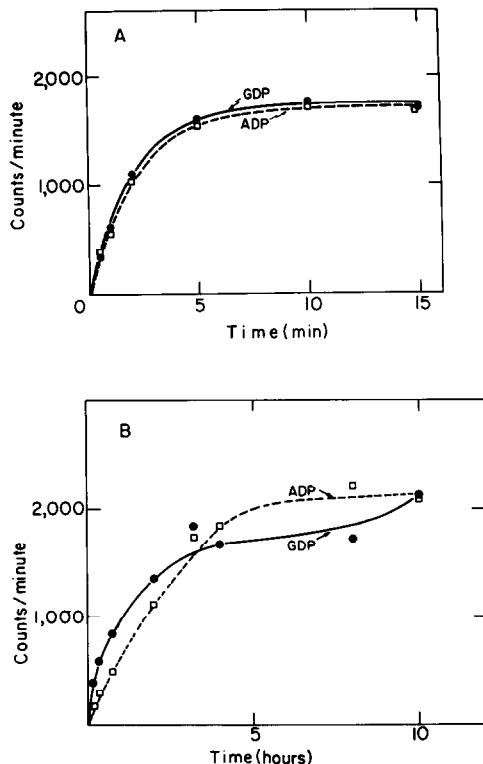 A
2,000
GDP
ADP
1,000
Counts/minute
0
5
10
15
Time (min)
B
2,000
ADP
GDP
1,000
Counts/minute
5
10
Time (hours)